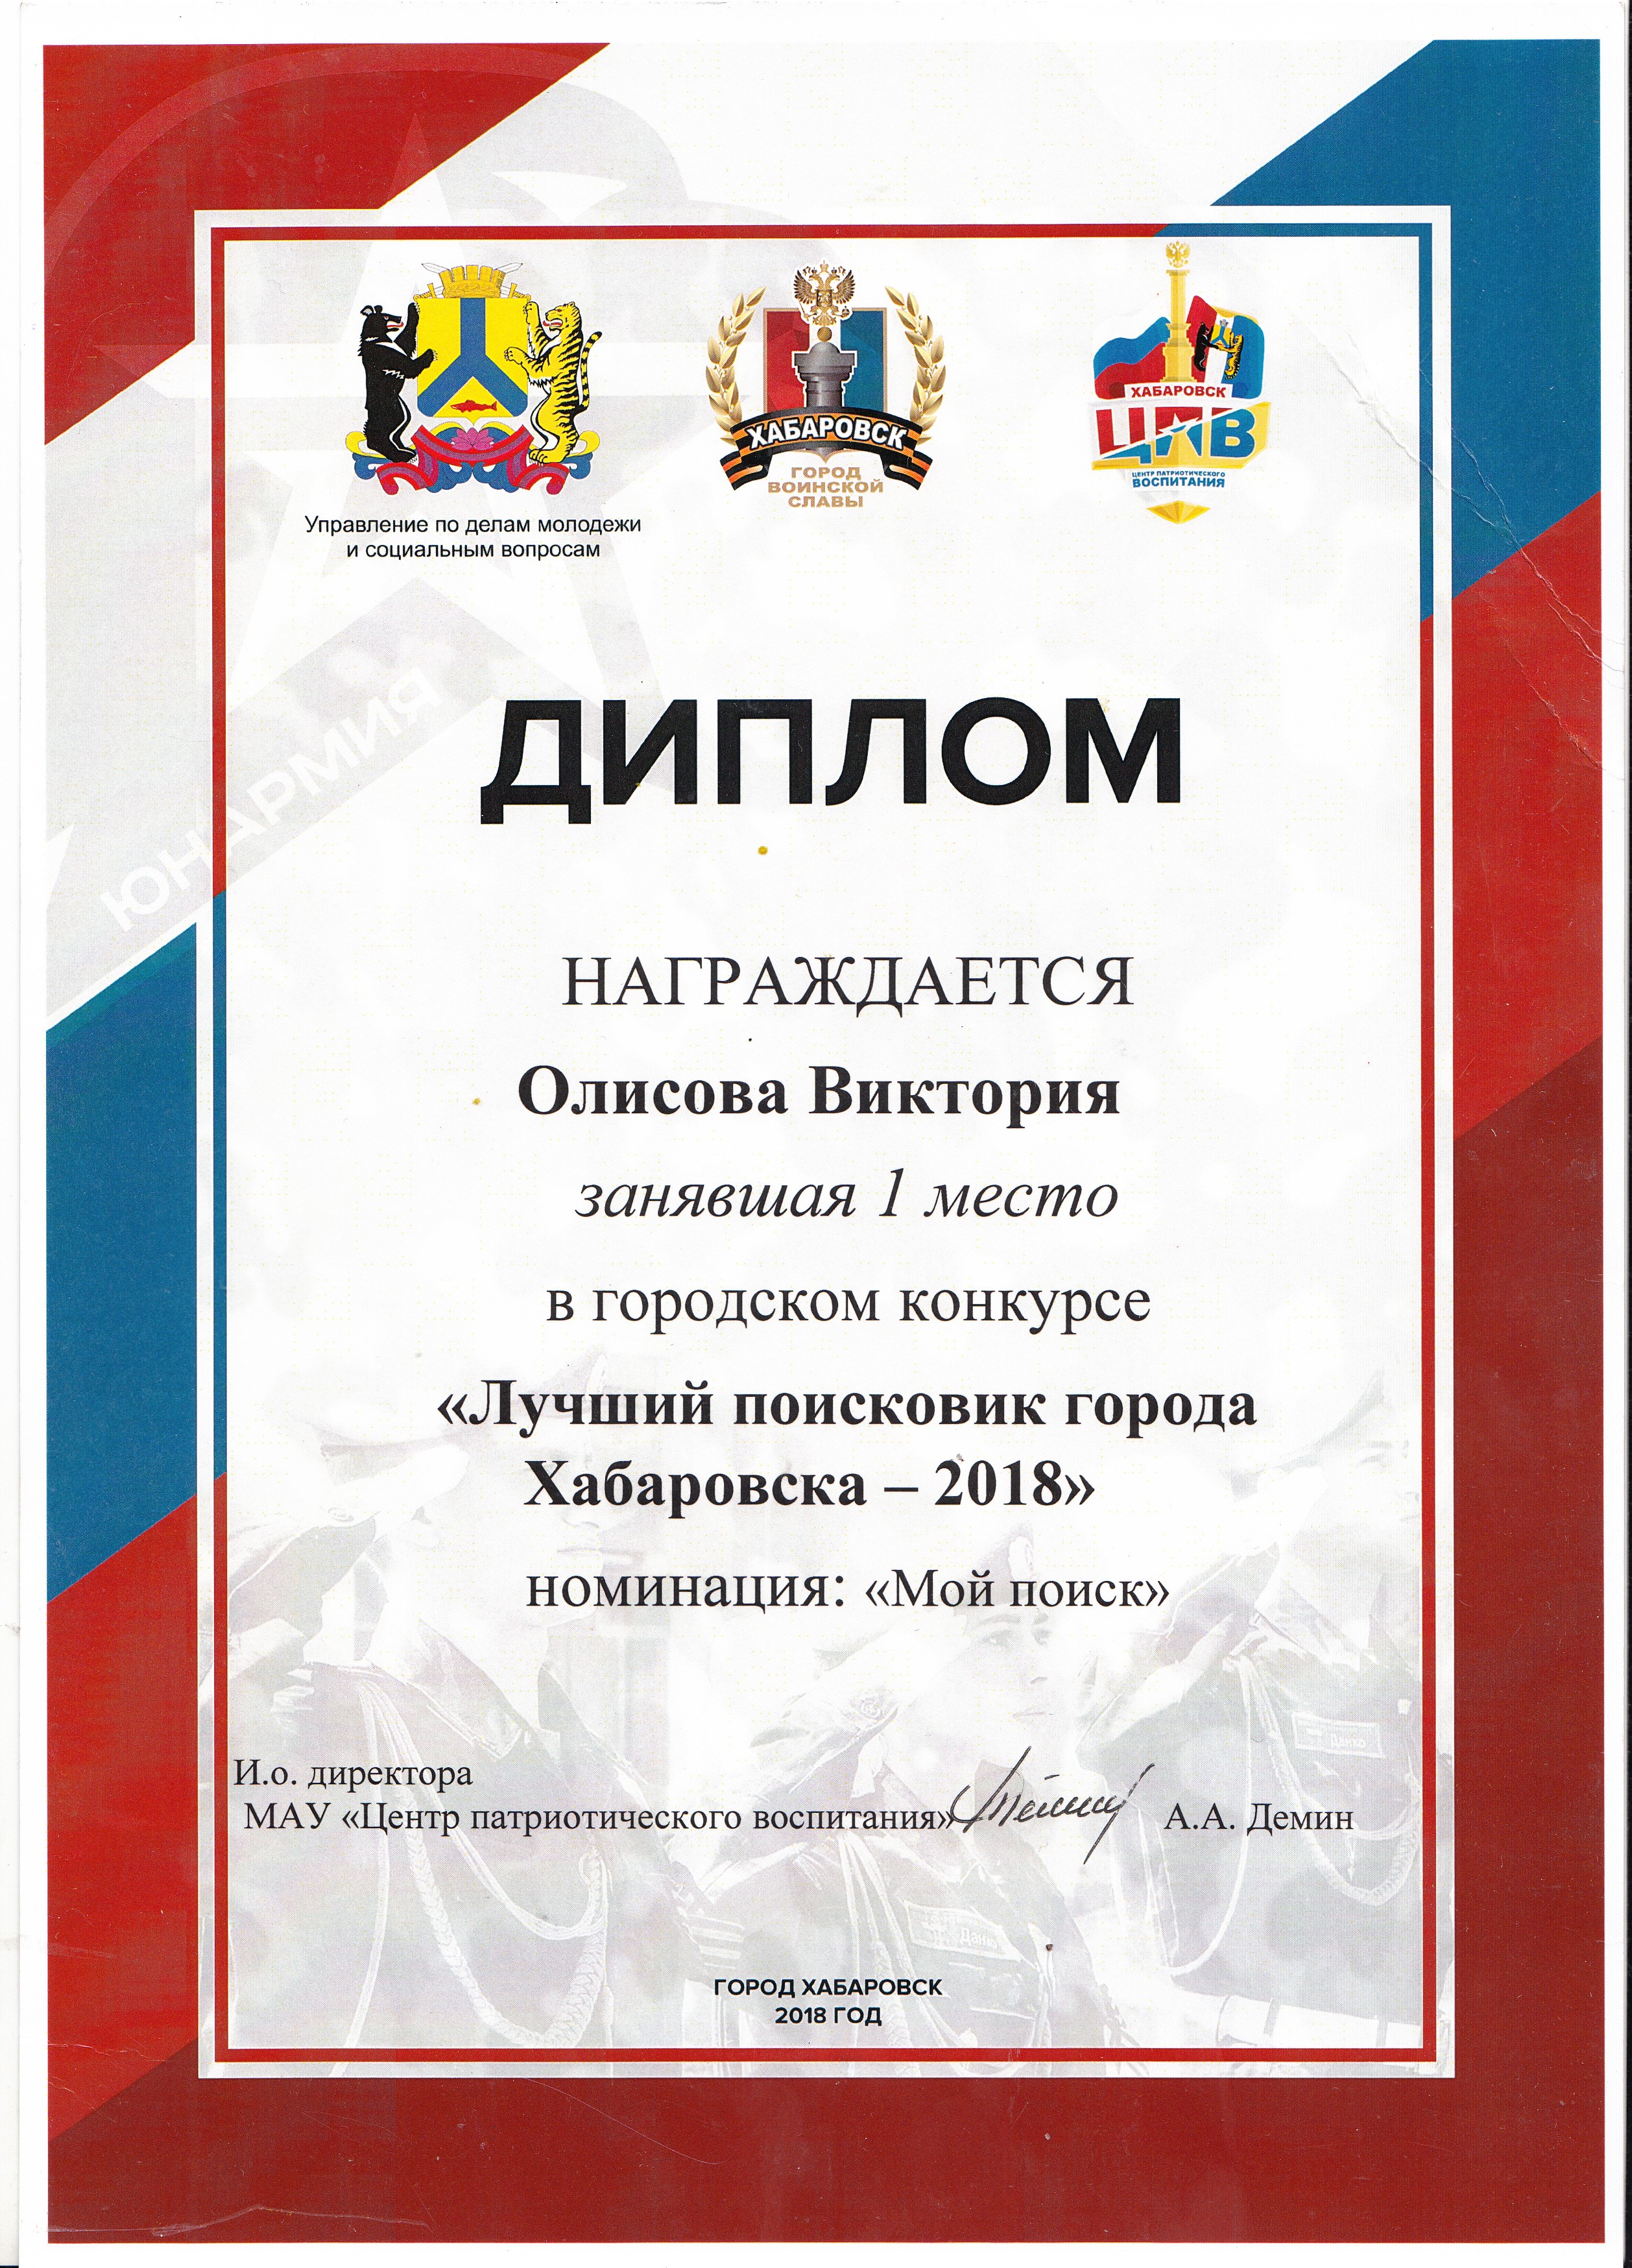 ХАБАРОВСК
ГОРОД
ВОИНСКОЙ
СЛАВЫ
ХАБАРОВСК
ЦПВ
ЦЕНТР ПАТРИОТИЧЕСКОГО
ВОСПИТАНИЯ
Управление по делам молодежи
и социальным вопросам
ЮНАРМИЯ
ДИПЛОМ
НАГРАЖДАЕТСЯ
Олисова Виктория
занявшая 1 место
в городском конкурсе
«Лучший поисковик города
Хабаровска – 2018»
номинация: «Мой поиск»
Данко
И.о. директора
МАУ «Центр патриотического воспитания» А.А. Демин
Данко
ГОРОД ХАБАРОВСК
2018 ГОД